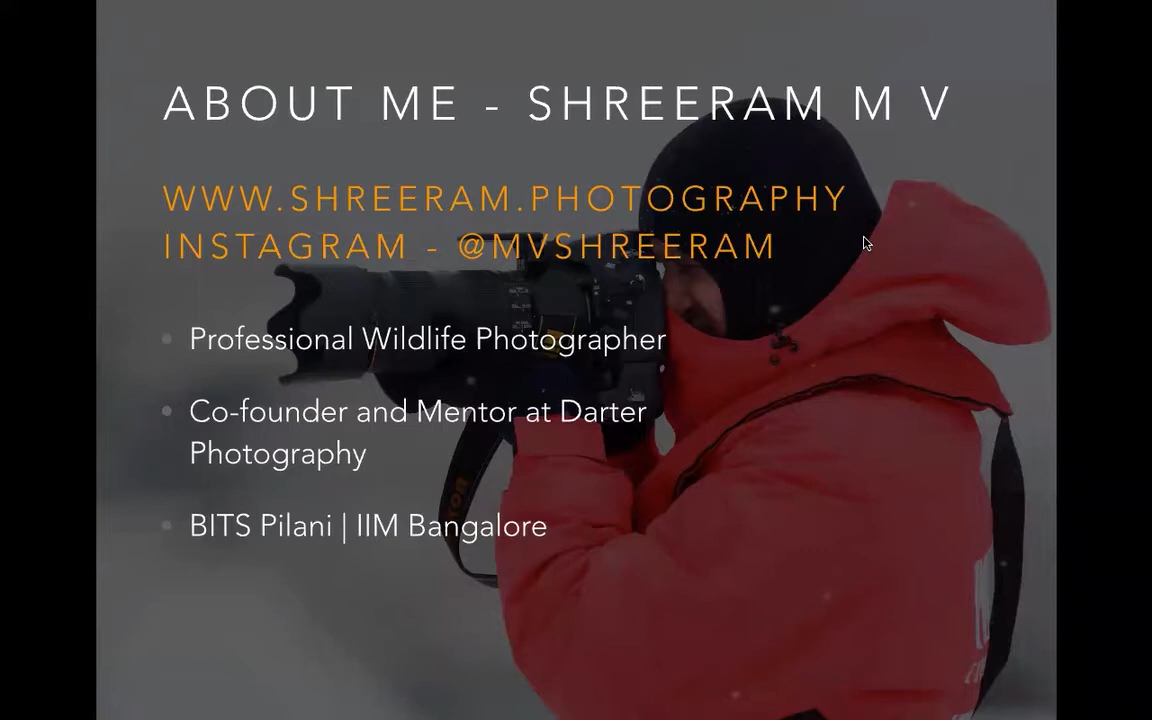 ABOUT ME - SHREERAM M V
WWW.SHREERAM.PHOTOGRAPHY
INSTAGRAM - @MVSHREERAM
• Professional Wildlife Photographer
• Co-founder and Mentor at Darter
Photography
• BITS Pilani | IIM Bangalore